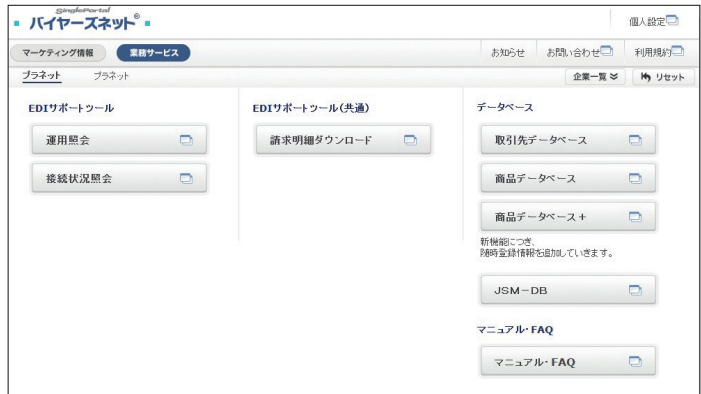 SinglePortal
バイヤーズネット®
個人設定
マーケティング情報 業務サービス
お知らせ お問い合わせ 利用規約
プラネット プラネット
企業一覧 リセット
EDIサポートツール
運用照会
接続状況照会
EDIサポートツール(共通)
請求明細ダウンロード
データベース
取引先データベース
商品データベース
商品データベース+
新機能につき、
随時登録情報を追加していきます。
JSM-DB
マニュアル・FAQ
マニュアル・FAQ